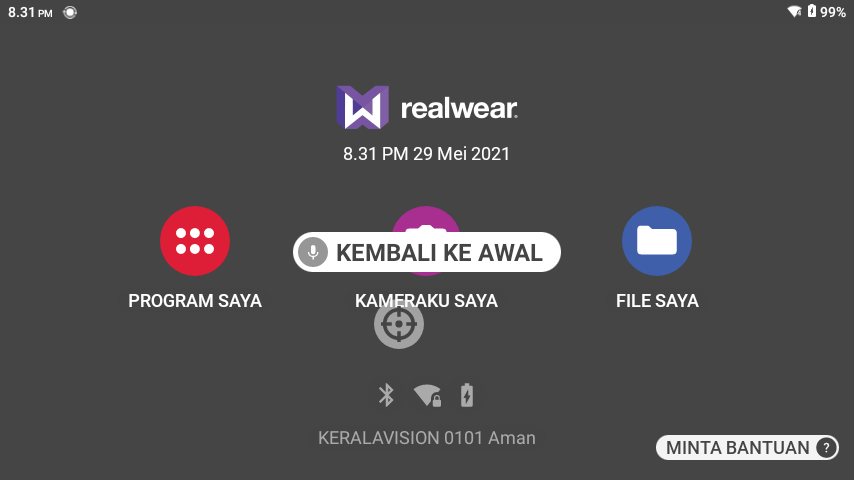 8.31 PM
99%
realwear
8.31 PM 29 Mei 2021
KEMBALI KE AWAL
PROGRAM SAYA
KAMERAKU SAYA
FILE SAYA
KERALAVISION 0101 Aman
MINTA BANTUAN ?